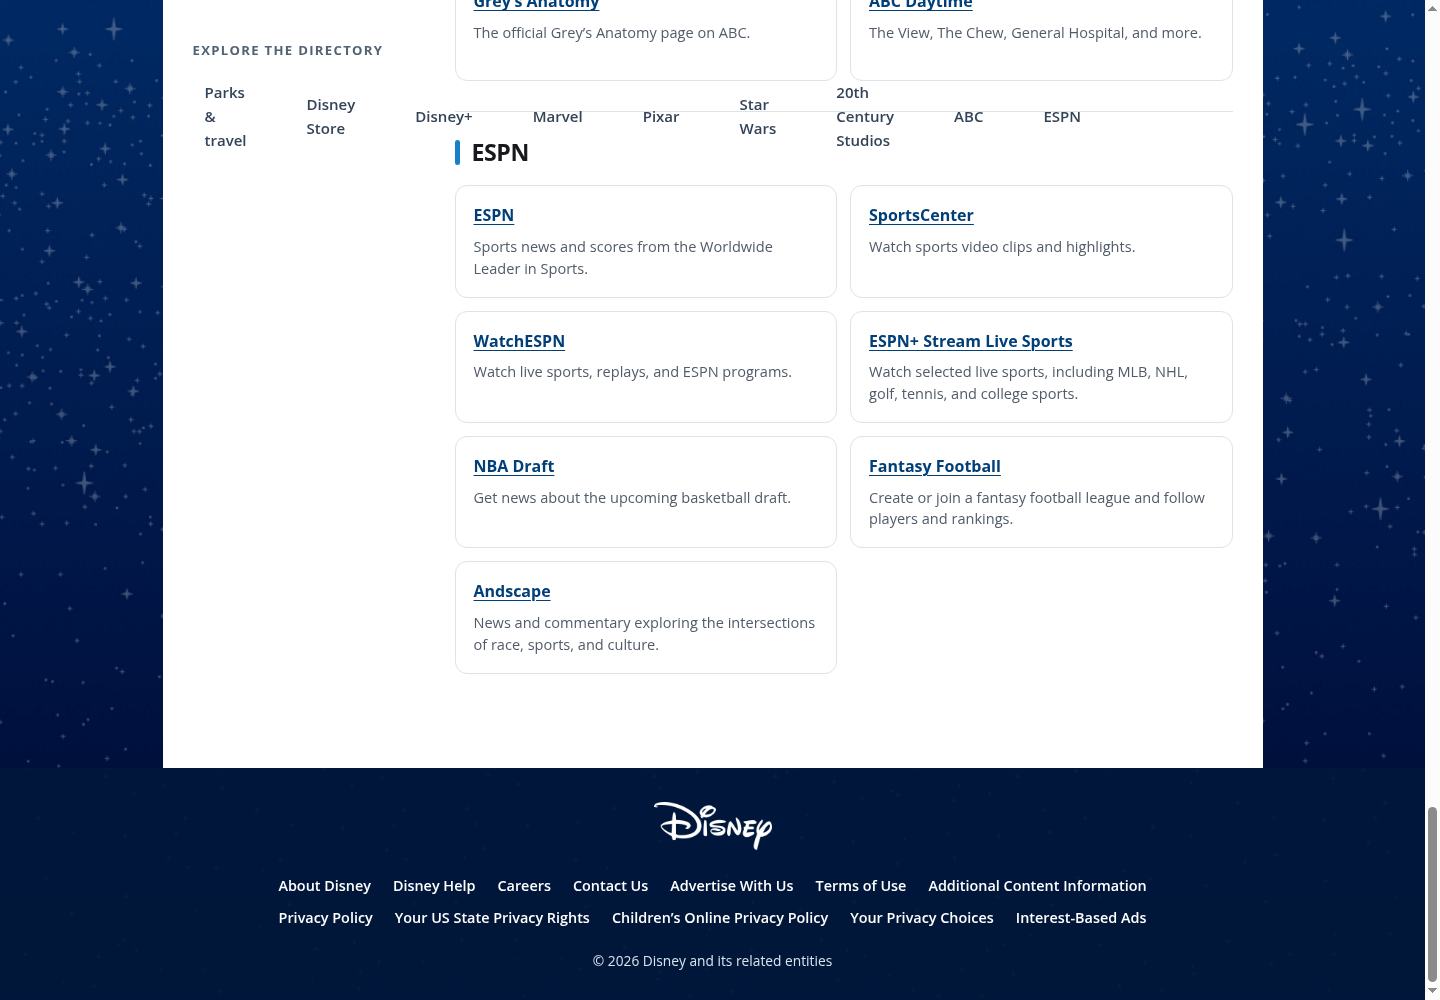 Grey's Anatomy
The official Grey’s Anatomy page on ABC.
ABC Daytime
The View, The Chew, General Hospital, and more.
EXPLORE THE DIRECTORY
Parks
&
travel
Disney
Store
Disney+
Marvel
Pixar
Star
Wars
20th
Century
Studios
ABC
ESPN
ESPN
ESPN
Sports news and scores from the Worldwide
Leader in Sports.
SportsCenter
Watch sports video clips and highlights.
WatchESPN
Watch live sports, replays, and ESPN programs.
ESPN+ Stream Live Sports
Watch selected live sports, including MLB, NHL,
golf, tennis, and college sports.
NBA Draft
Get news about the upcoming basketball draft.
Fantasy Football
Create or join a fantasy football league and follow
players and rankings.
Andscape
News and commentary exploring the intersections
of race, sports, and culture.
Disney
About Disney Disney Help Careers Contact Us Advertise With Us Terms of Use Additional Content Information
Privacy Policy Your US State Privacy Rights Children’s Online Privacy Policy Your Privacy Choices Interest-Based Ads
© 2026 Disney and its related entities